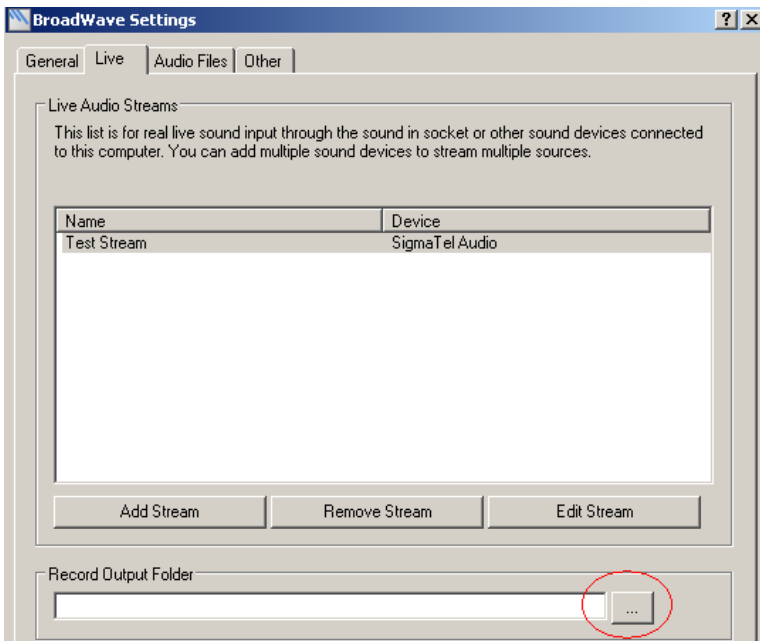 BroadWave Settings
General Live Audio Files Other
Live Audio Streams
This list is for real live sound input through the sound in socket or other sound devices connected
to this computer. You can add multiple sound devices to stream multiple sources.
Name Device
Test Stream SigmaTel Audio
Add Stream Remove Stream Edit Stream
Record Output Folder
...